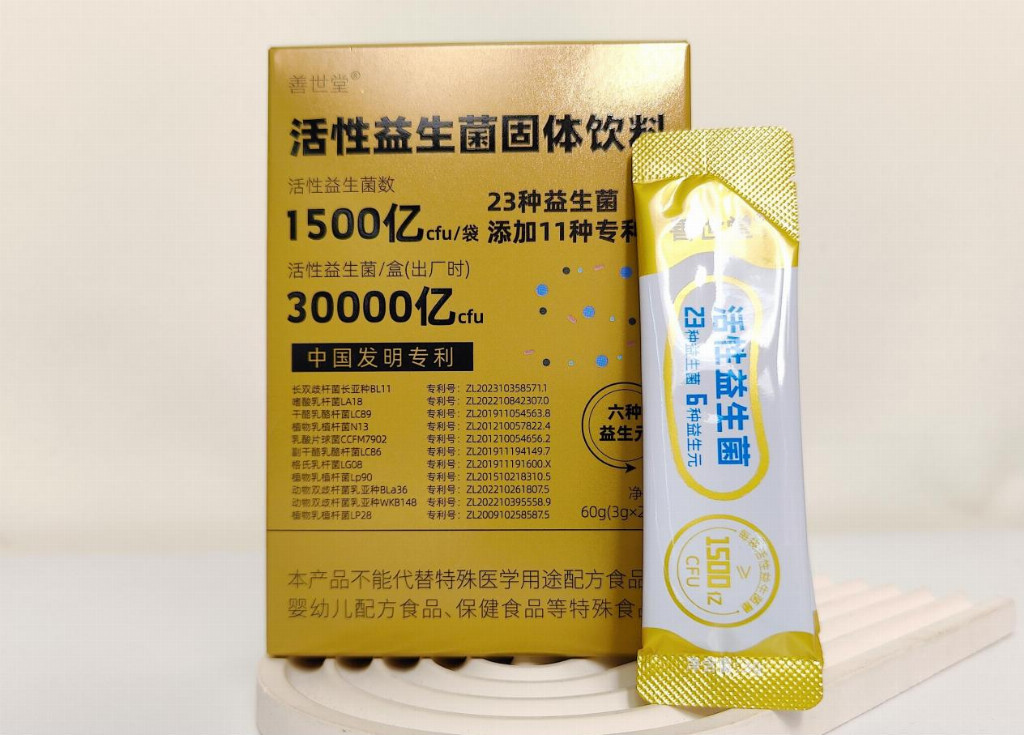 善世堂®
活性益生菌固体饮料
活性益生菌数
1500亿cfu/袋
23种益生菌
添加11种专利
活性益生菌/盒(出厂时)
30000亿cfu
中国发明专利
长双歧杆菌长亚种BL11 专利号：ZL202310358571.1
嗜酸乳杆菌LA18 专利号：ZL202210842307.0
干酪乳酪杆菌LC89 专利号：ZL201911054563.8
植物乳植杆菌N13 专利号：ZL201210057822.4
乳酸片球菌CCFM7902 专利号：ZL201210054656.2
副干酪乳酪杆菌LC86 专利号：ZL201911194149.7
格氏乳杆菌LG08 专利号：ZL201911191600.X
植物乳植杆菌Lp90 专利号：ZL201510218310.5
动物双歧杆菌乳亚种BLa36 专利号：ZL202210261807.5
动物双歧杆菌乳亚种WKB148 专利号：ZL202210395558.9
植物乳植杆菌LP28 专利号：ZL200910258587.5
六种
益生元
净
60g(3g×2
本产品不能代替特殊医学用途配方食品
婴幼儿配方食品、保健食品等特殊食品
善世堂
活性益生菌
23种益生菌 6种益生元
≥
1500亿
CFU